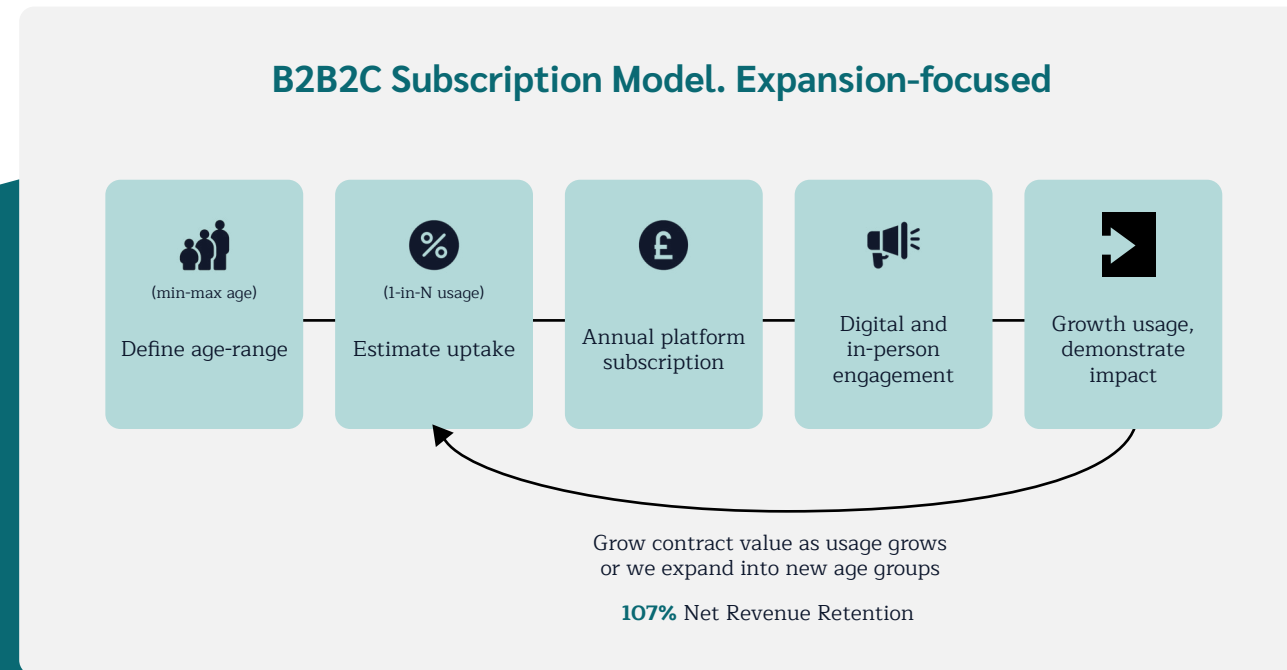 B2B2C Subscription Model. Expansion-focused
(min-max age)
Define age-range
%
(1-in-N usage)
Estimate uptake
£
Annual platform
subscription
Digital and
in-person
engagement
Growth usage,
demonstrate
impact
Grow contract value as usage grows
or we expand into new age groups
107% Net Revenue Retention